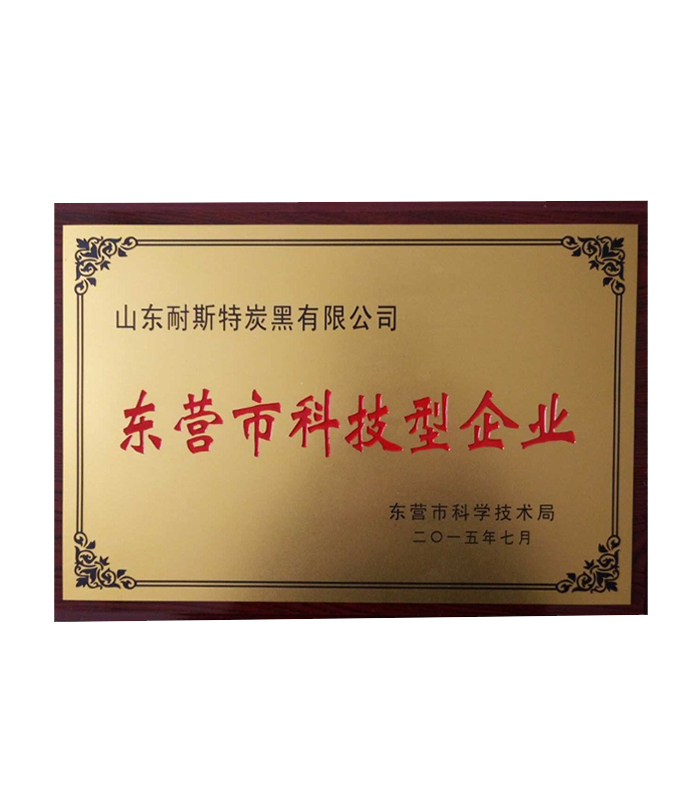 山东耐斯特炭黑有限公司
东营市科技型企业
东营市科学技术局
二〇一五年七月